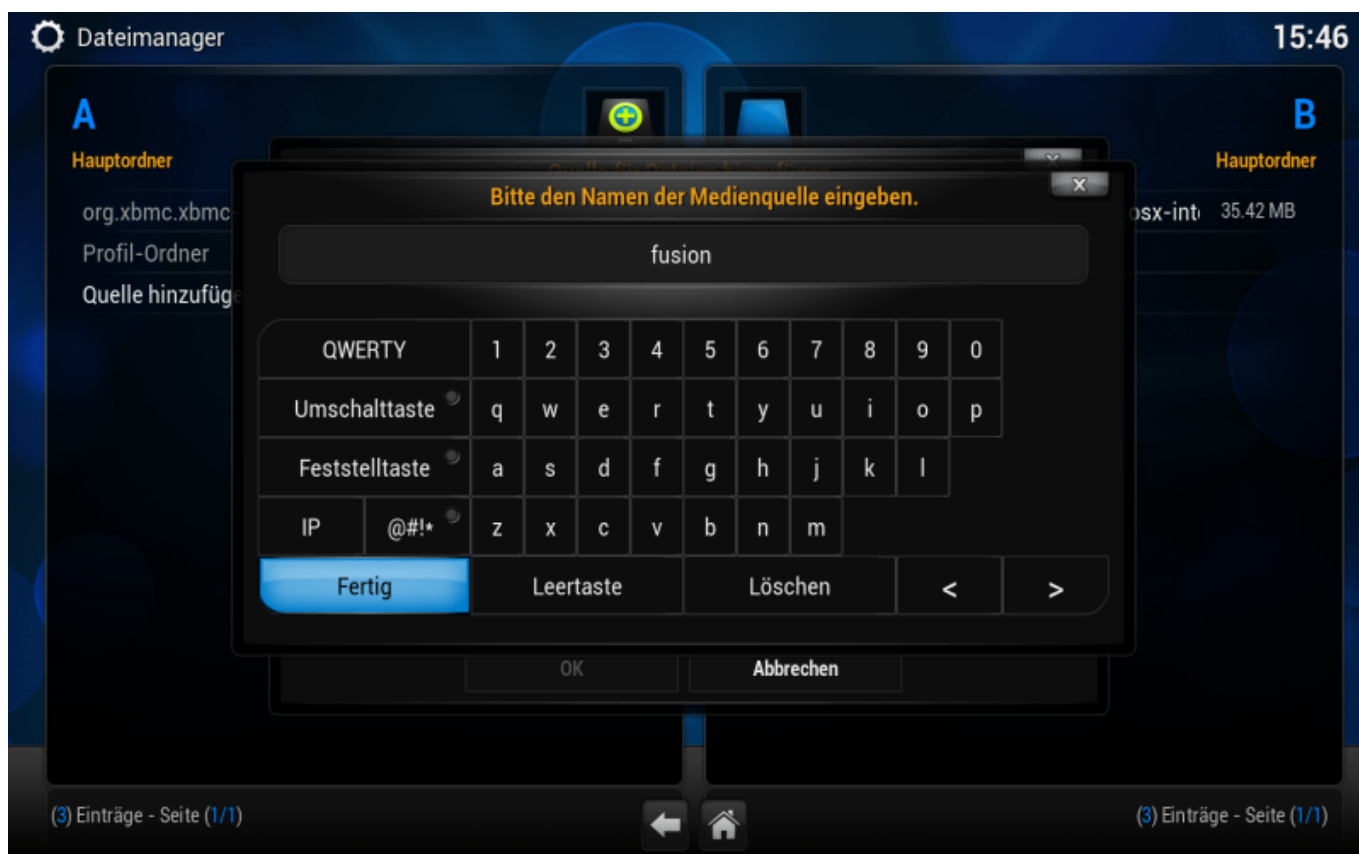 Dateimanager
15:46
A
B
Hauptordner
Hauptordner
Bitte den Namen der Medienquelle eingeben.
org.xbmc.xbmc-
osx-int
35.42 MB
Profil-Ordner
fusion
Quelle hinzufüge
QWERTY 1 2 3 4 5 6 7 8 9 0
Umschalttaste q w e r t y u i o p
Feststelltaste a s d f g h j k l
IP @#!* z x c v b n m
Fertig Leertaste Löschen < >
OK Abbrechen
(3) Einträge - Seite (1/1)
(3) Einträge - Seite (1/1)